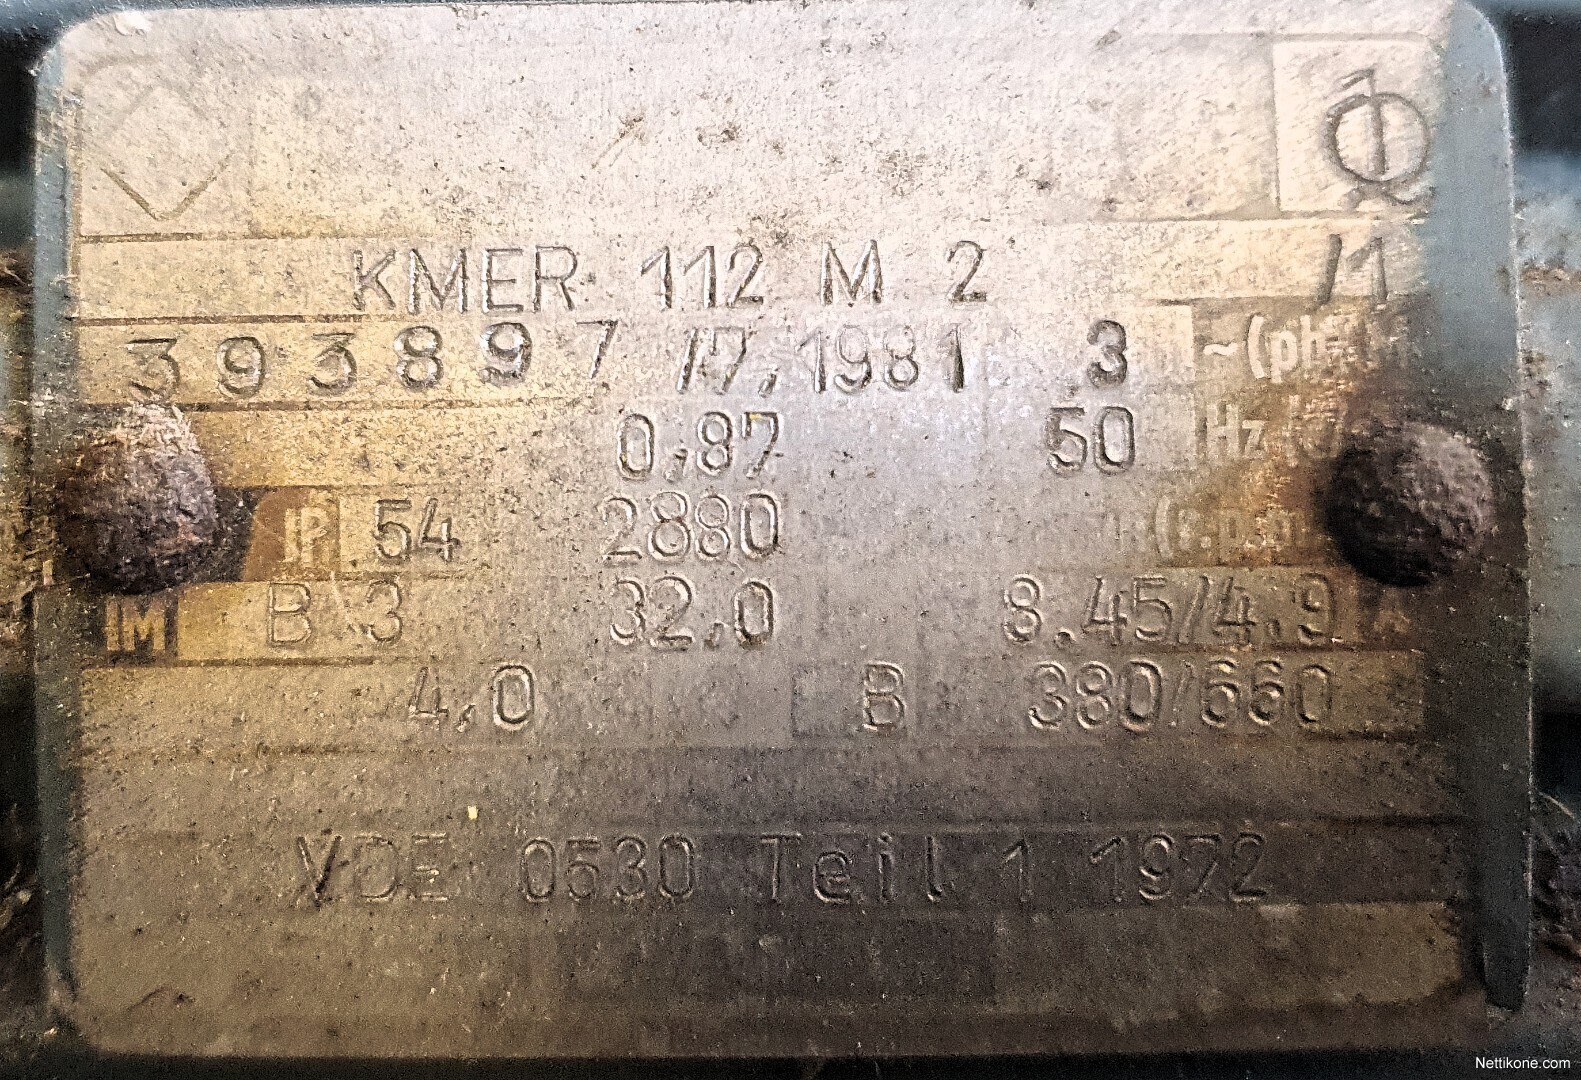 KMER 112 M 2 /1
393897 /7,1981 3 ~(ph
0,87 50 Hz
IP 54 2880 (r.p.m
IM B 3 32,0 8.45/4.9 A
4,0 B 380/660
VDE 0530 Teil 1 1972
Nettikone.com